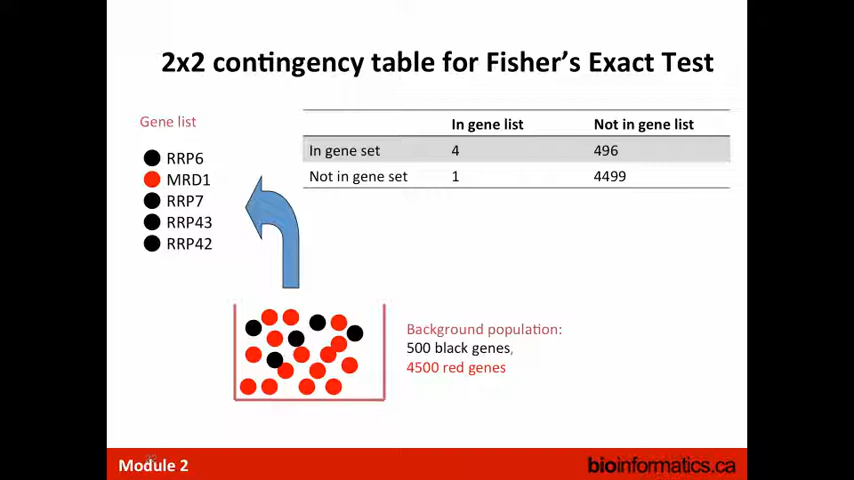 2x2 contingency table for Fisher's Exact Test
Gene list
RRP6
MRD1
RRP7
RRP43
RRP42
In gene list Not in gene list
In gene set 4 496
Not in gene set 1 4499
Background population:
500 black genes,
4500 red genes
Module 2
bioinformatics.ca